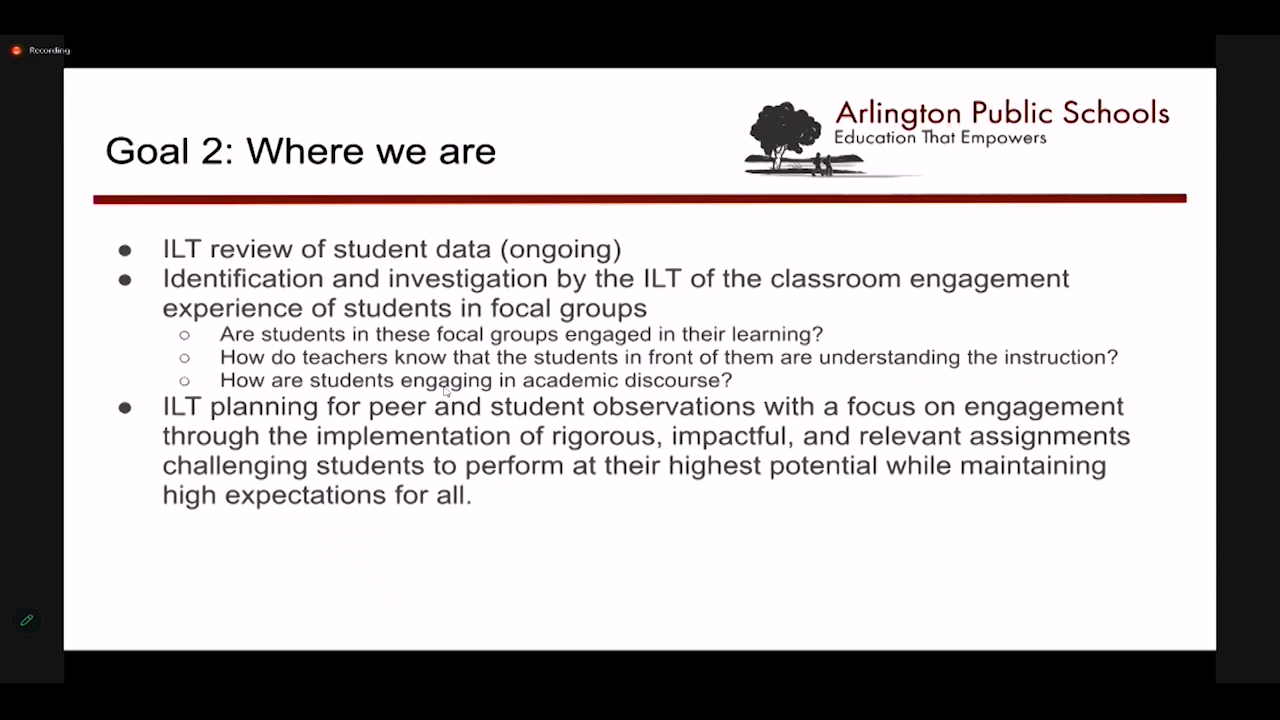 Recording
Arlington Public Schools
Education That Empowers
Goal 2: Where we are
● ILT review of student data (ongoing)
● Identification and investigation by the ILT of the classroom engagement
experience of students in focal groups
○ Are students in these focal groups engaged in their learning?
○ How do teachers know that the students in front of them are understanding the instruction?
○ How are students engaging in academic discourse?
● ILT planning for peer and student observations with a focus on engagement
through the implementation of rigorous, impactful, and relevant assignments
challenging students to perform at their highest potential while maintaining
high expectations for all.